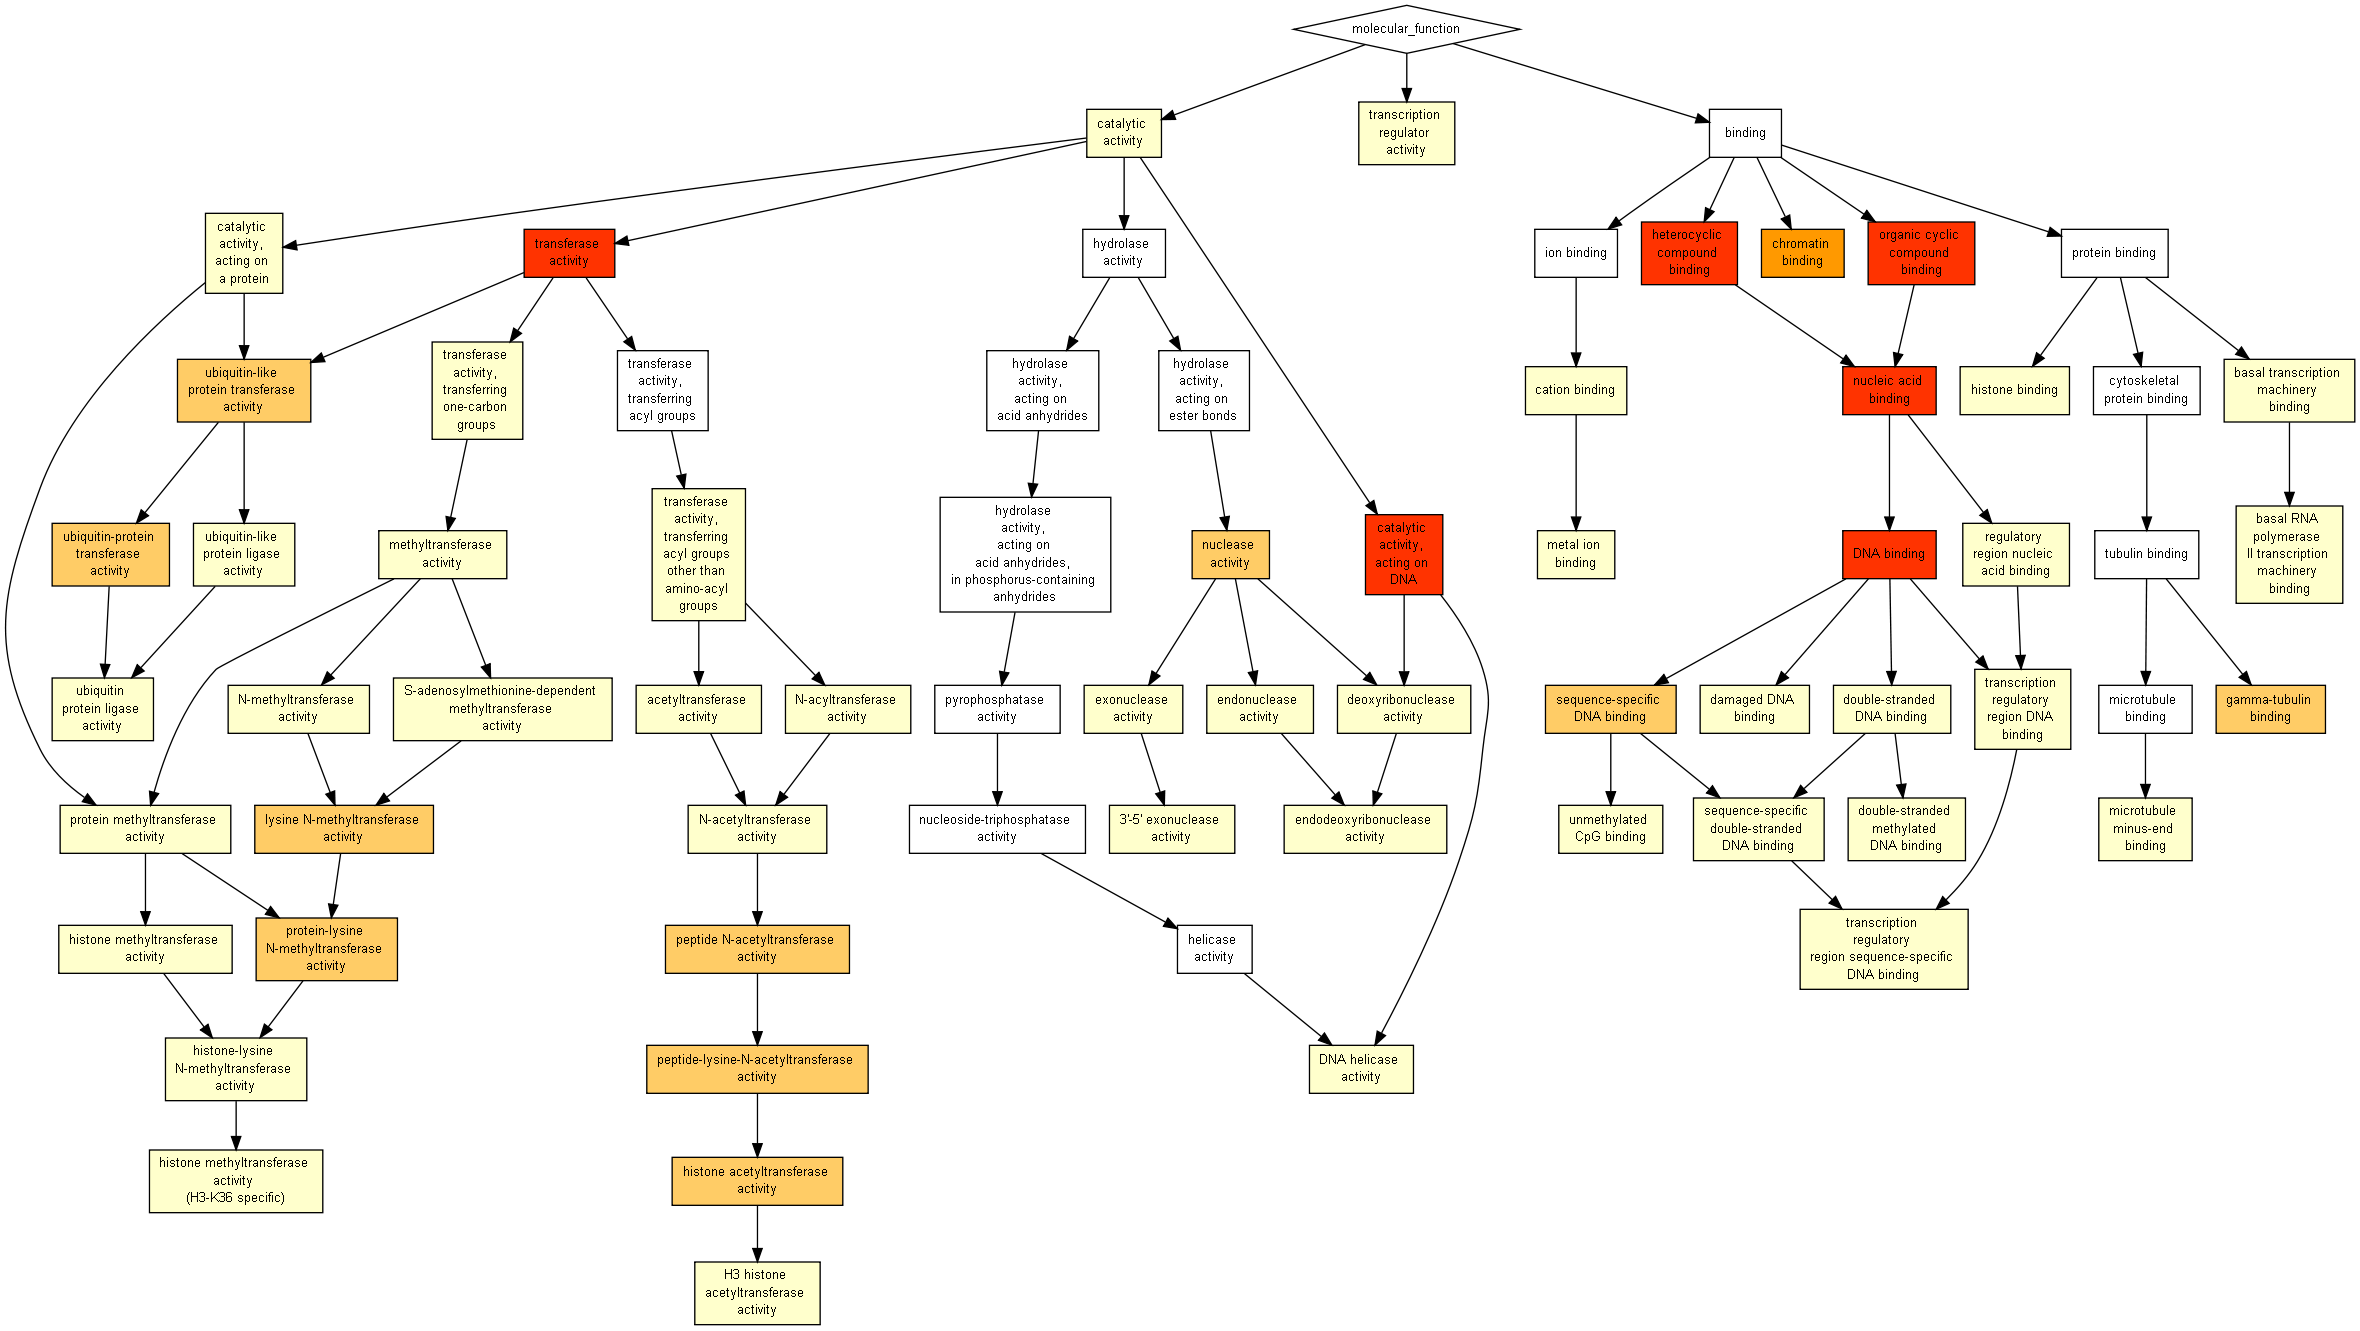 molecular_function
catalytic
activity
transcription
regulator
activity
binding
catalytic
activity,
acting on
a protein
transferase
activity
hydrolase
activity
ion binding
heterocyclic
compound
binding
chromatin
binding
organic cyclic
compound
binding
protein binding
ubiquitin-like
protein transferase
activity
transferase
activity,
transferring
one-carbon
groups
transferase
activity,
transferring
acyl groups
hydrolase
activity,
acting on
acid anhydrides
hydrolase
activity,
acting on
ester bonds
cation binding
nucleic acid
binding
histone binding
cytoskeletal
protein binding
basal transcription
machinery
binding
ubiquitin-protein
transferase
activity
ubiquitin-like
protein ligase
activity
methyltransferase
activity
transferase
activity,
transferring
acyl groups
other than
amino-acyl
groups
hydrolase
activity,
acting on
acid anhydrides,
in phosphorus-containing
anhydrides
nuclease
activity
catalytic
activity,
acting on
DNA
metal ion
binding
DNA binding
regulatory
region nucleic
acid binding
tubulin binding
basal RNA
polymerase
II transcription
machinery
binding
ubiquitin
protein ligase
activity
N-methyltransferase
activity
S-adenosylmethionine-dependent
methyltransferase
activity
acetyltransferase
activity
N-acyltransferase
activity
pyrophosphatase
activity
exonuclease
activity
endonuclease
activity
deoxyribonuclease
activity
sequence-specific
DNA binding
damaged DNA
binding
double-stranded
DNA binding
transcription
regulatory
region DNA
binding
microtubule
binding
gamma-tubulin
binding
protein methyltransferase
activity
lysine N-methyltransferase
activity
N-acetyltransferase
activity
nucleoside-triphosphatase
activity
3'-5' exonuclease
activity
endodeoxyribonuclease
activity
unmethylated
CpG binding
sequence-specific
double-stranded
DNA binding
double-stranded
methylated
DNA binding
microtubule
minus-end
binding
histone methyltransferase
activity
protein-lysine
N-methyltransferase
activity
peptide N-acetyltransferase
activity
helicase
activity
transcription
regulatory
region sequence-specific
DNA binding
histone-lysine
N-methyltransferase
activity
peptide-lysine-N-acetyltransferase
activity
DNA helicase
activity
histone methyltransferase
activity
(H3-K36 specific)
histone acetyltransferase
activity
H3 histone
acetyltransferase
activity